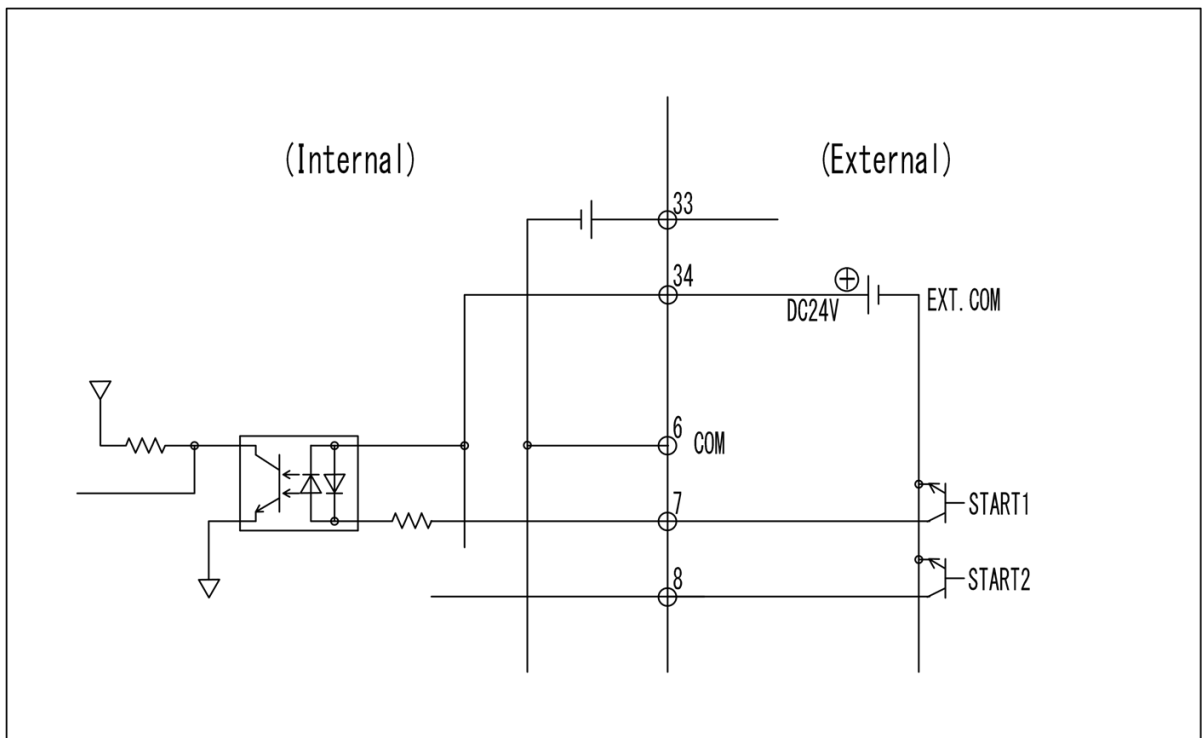 (Internal)
(External)
33
34
DC24V
EXT. COM
6
COM
7
START1
8
START2